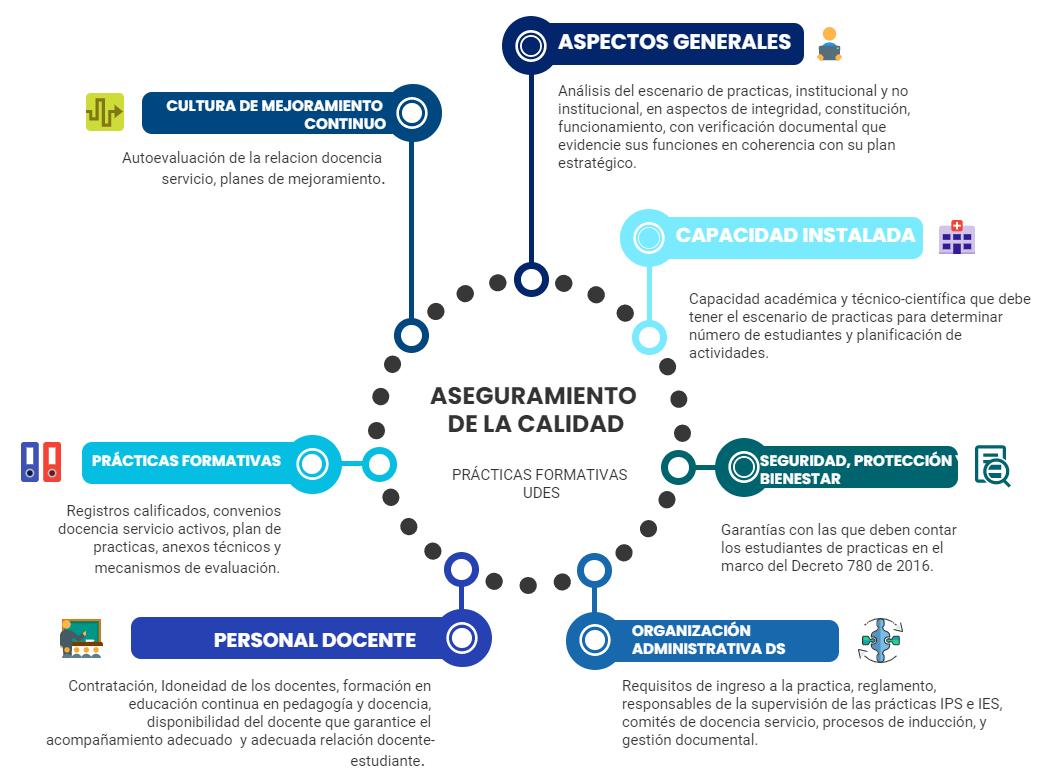 ASPECTOS GENERALES
Análisis del escenario de practicas, institucional y no
institucional, en aspectos de integridad, constitución,
funcionamiento, con verificación documental que
evidencie sus funciones en coherencia con su plan
estratégico.
CULTURA DE MEJORAMIENTO
CONTINUO
Autoevaluación de la relacion docencia
servicio, planes de mejoramiento.
CAPACIDAD INSTALADA
Capacidad académica y técnico-científica que debe
tener el escenario de practicas para determinar
número de estudiantes y planificación de
actividades.
ASEGURAMIENTO
DE LA CALIDAD
PRÁCTICAS FORMATIVAS
UDES
PRÁCTICAS FORMATIVAS
Registros calificados, convenios
docencia servicio activos, plan de
practicas, anexos técnicos y
mecanismos de evaluación.
SEGURIDAD, PROTECCIÓN Y
BIENESTAR
Garantías con las que deben contar
los estudiantes de practicas en el
marco del Decreto 780 de 2016.
PERSONAL DOCENTE
Contratación, Idoneidad de los docentes, formación en
educación continua en pedagogía y docencia,
disponibilidad del docente que garantice el
acompañamiento adecuado  y adecuada relación docente-
estudiante.
ORGANIZACIÓN
ADMINISTRATIVA DS
Requisitos de ingreso a la practica, reglamento,
responsables de la supervisión de las prácticas IPS e IES,
comités de docencia servicio, procesos de inducción, y
gestión documental.